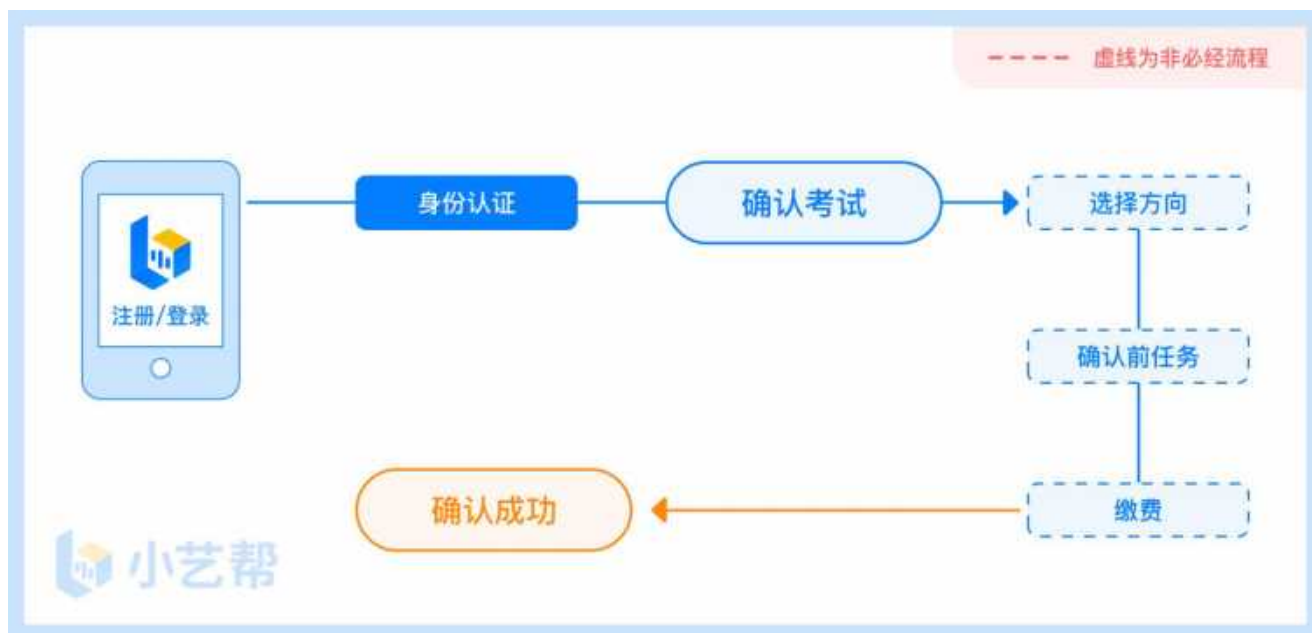 虚线为非必经流程
身份认证
确认考试
选择方向
注册/登录
确认前任务
确认成功
缴费
小艺帮